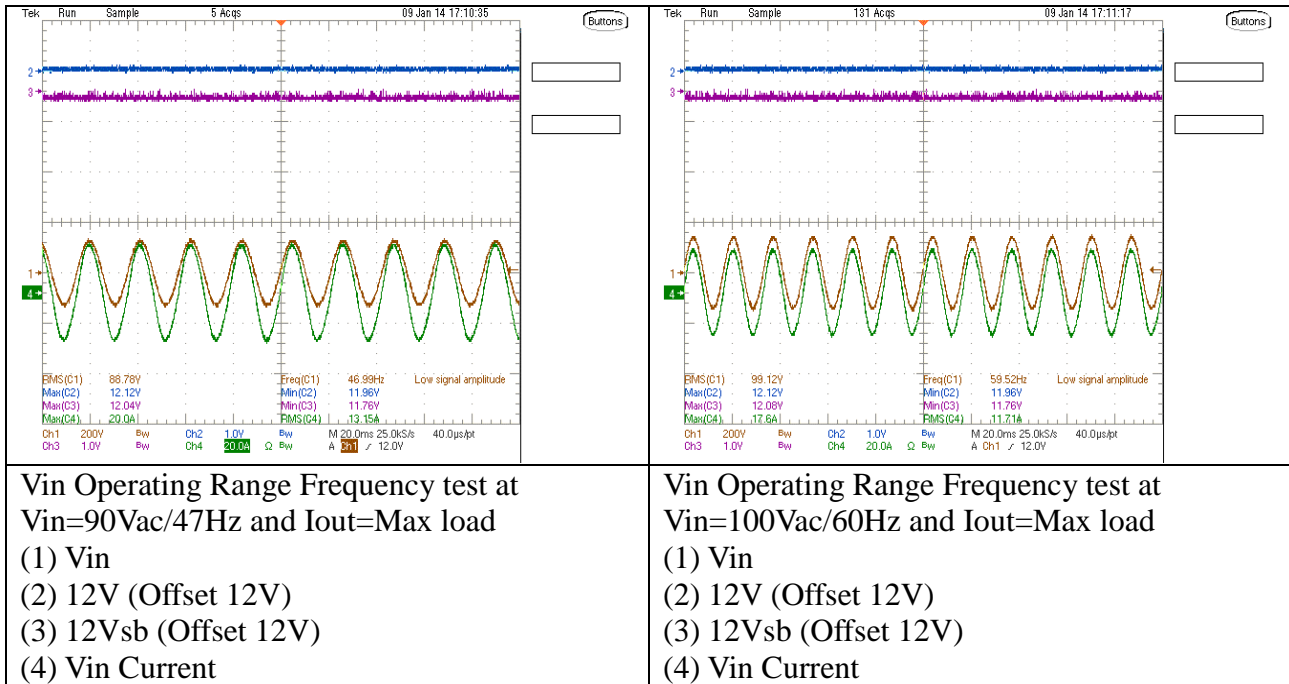 Tek Run Sample 5 Acqs 09 Jan 14 17:10:35
Buttons
2
3
1
4
RMS(C1) 88.78V Freq(C1) 46.99Hz Low signal amplitude
Max(C2) 12.12V Min(C2) 11.96V
Max(C3) 12.04V Min(C3) 11.76V
Max(C4) 20.0A RMS(C4) 13.15A
Ch1 200V Bw Ch2 1.0V Bw M 20.0ms 25.0kS/s 40.0µs/pt
Ch3 1.0V Bw Ch4 20.0A Ω Bw A Ch1 / 12.0V
Vin Operating Range Frequency test at
Vin=90Vac/47Hz and Iout=Max load
(1) Vin
(2) 12V (Offset 12V)
(3) 12Vsb (Offset 12V)
(4) Vin Current
Tek Run Sample 131 Acqs 09 Jan 14 17:11:17
Buttons
2
3
1
4
RMS(C1) 99.12V Freq(C1) 59.52Hz Low signal amplitude
Max(C2) 12.12V Min(C2) 11.96V
Max(C3) 12.08V Min(C3) 11.76V
Max(C4) 17.6A RMS(C4) 11.71A
Ch1 200V Bw Ch2 1.0V Bw M 20.0ms 25.0kS/s 40.0µs/pt
Ch3 1.0V Bw Ch4 20.0A Ω Bw A Ch1 / 12.0V
Vin Operating Range Frequency test at
Vin=100Vac/60Hz and Iout=Max load
(1) Vin
(2) 12V (Offset 12V)
(3) 12Vsb (Offset 12V)
(4) Vin Current